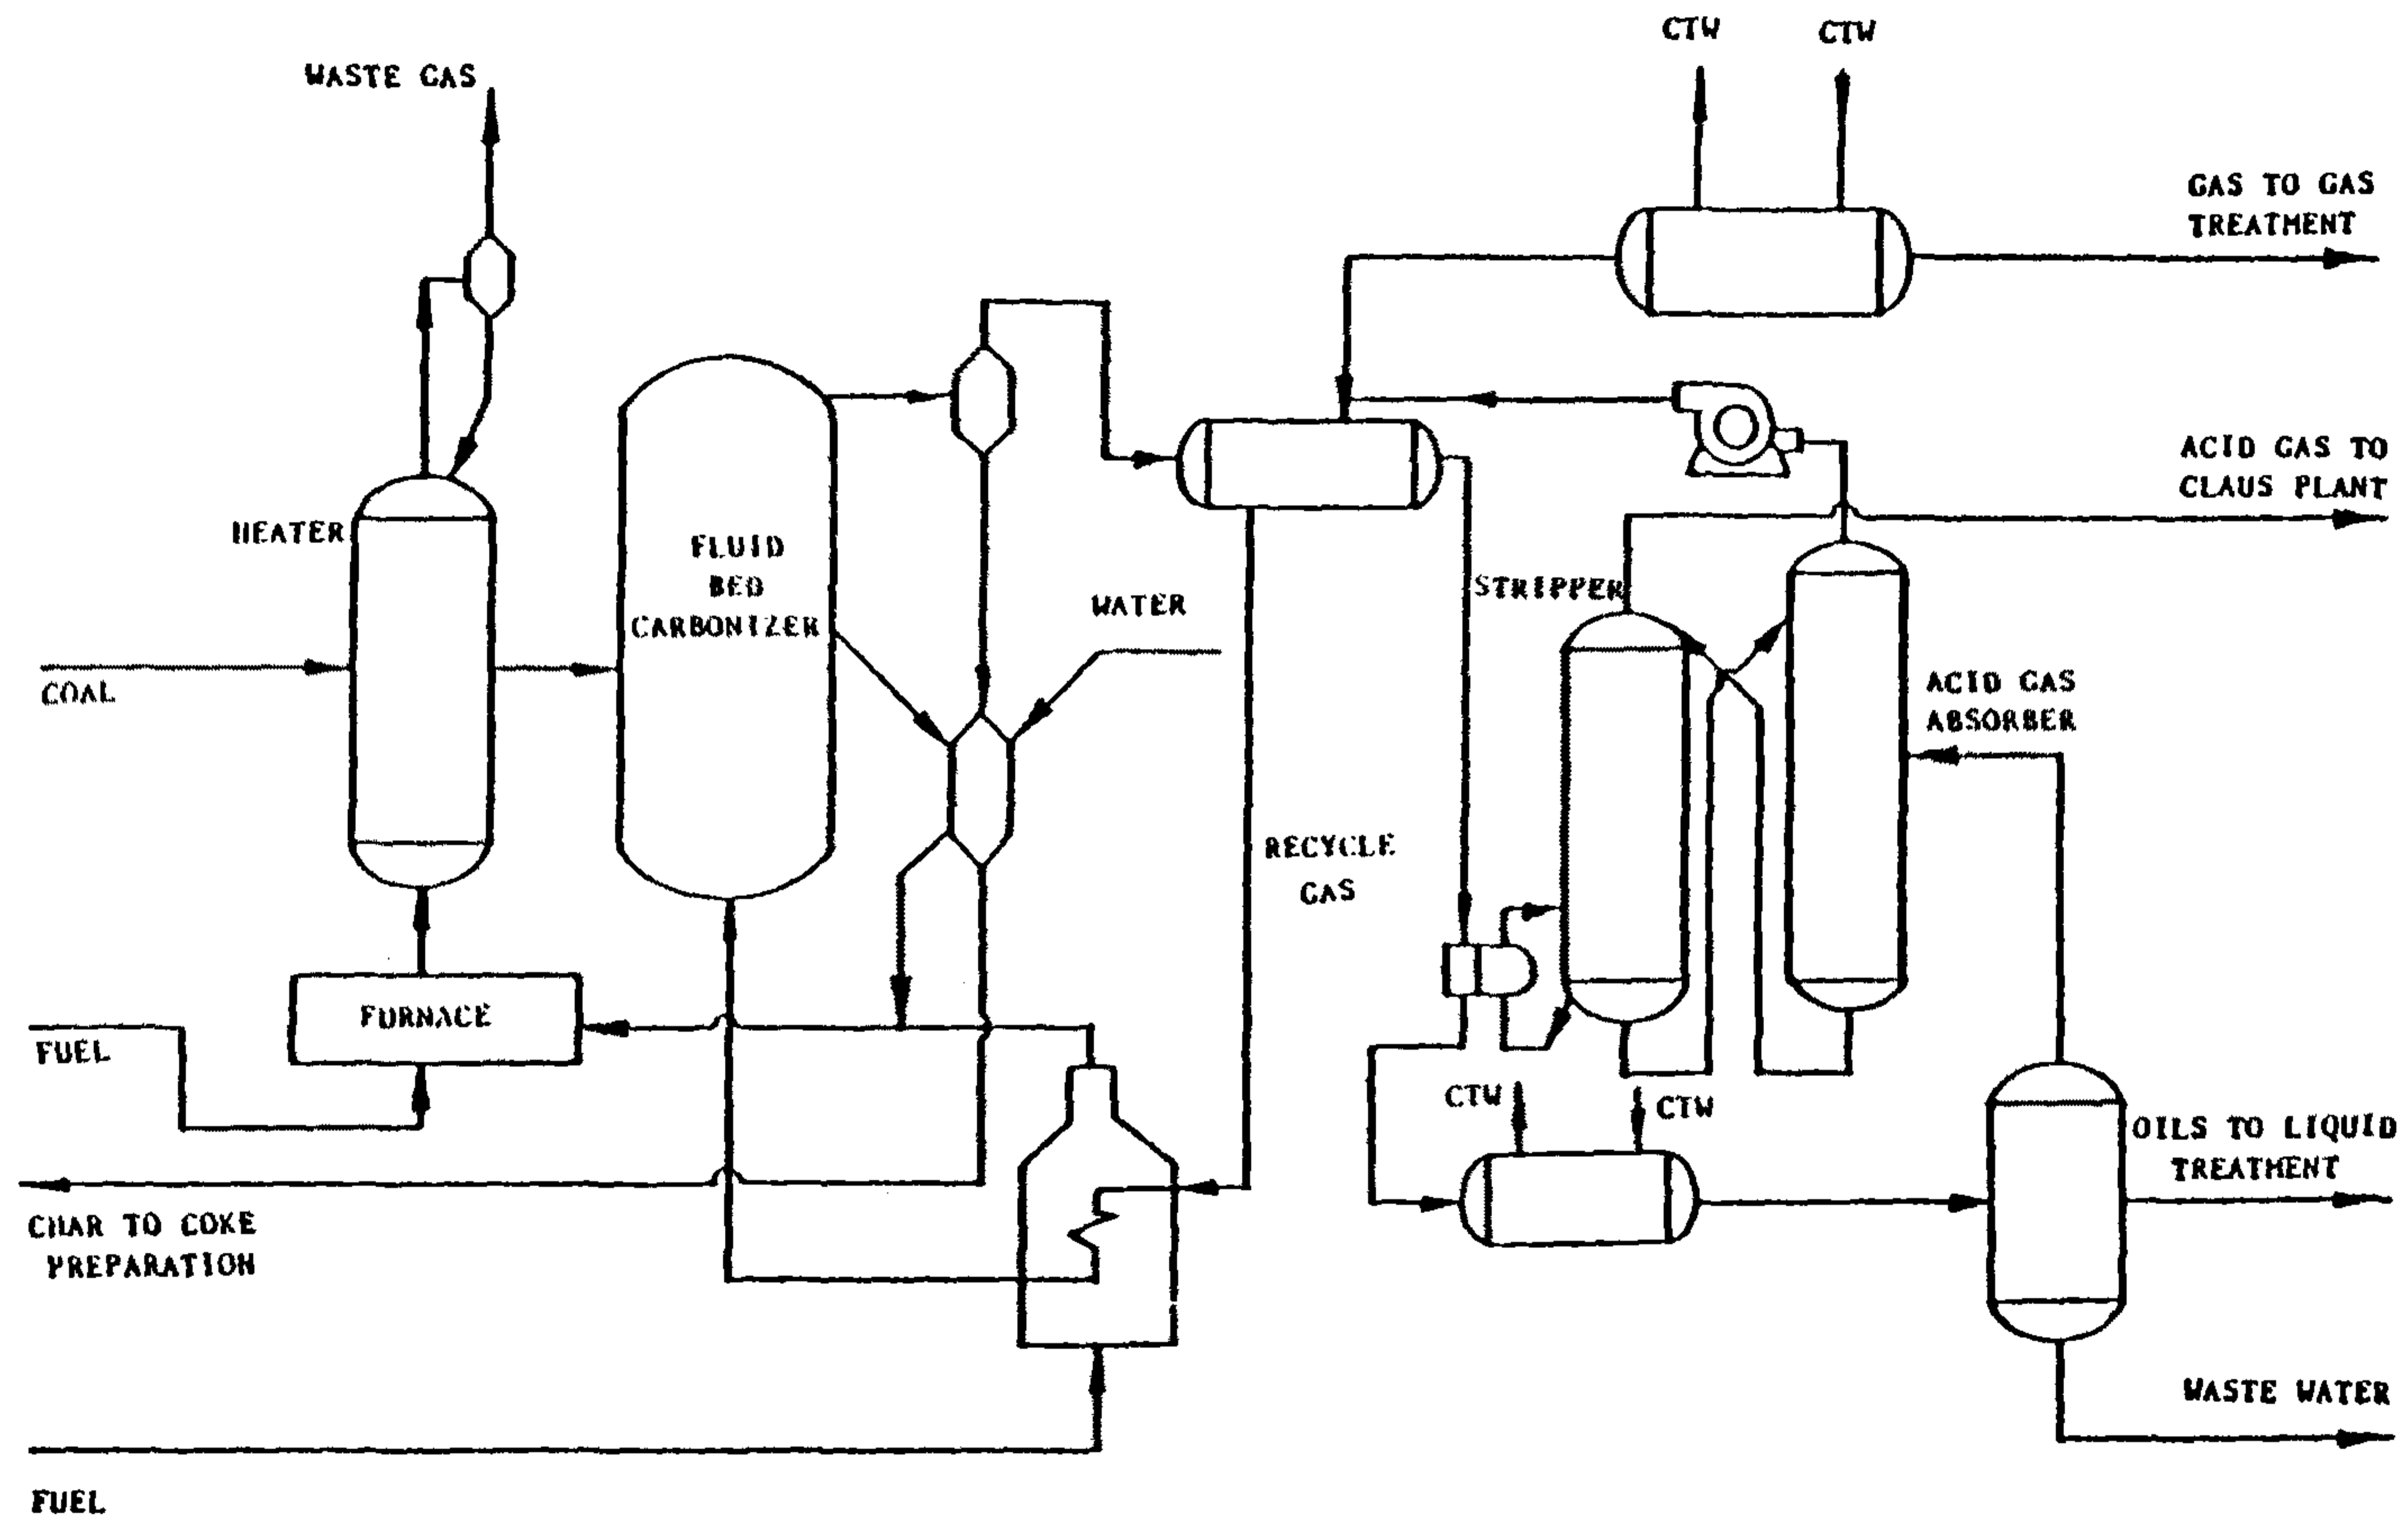 CTW
CTW
WASTE GAS
GAS TO GAS
TREATMENT
ACID GAS TO
CLAUS PLANT
HEATER
FLUID
BED
CARBONIZER
STRIPPER
WATER
COAL
ACID GAS
ABSORBER
RECYCLE
GAS
FURNACE
FUEL
CTW
CTW
OILS TO LIQUID
TREATMENT
CHAR TO COKE
PREPARATION
WASTE WATER
FUEL